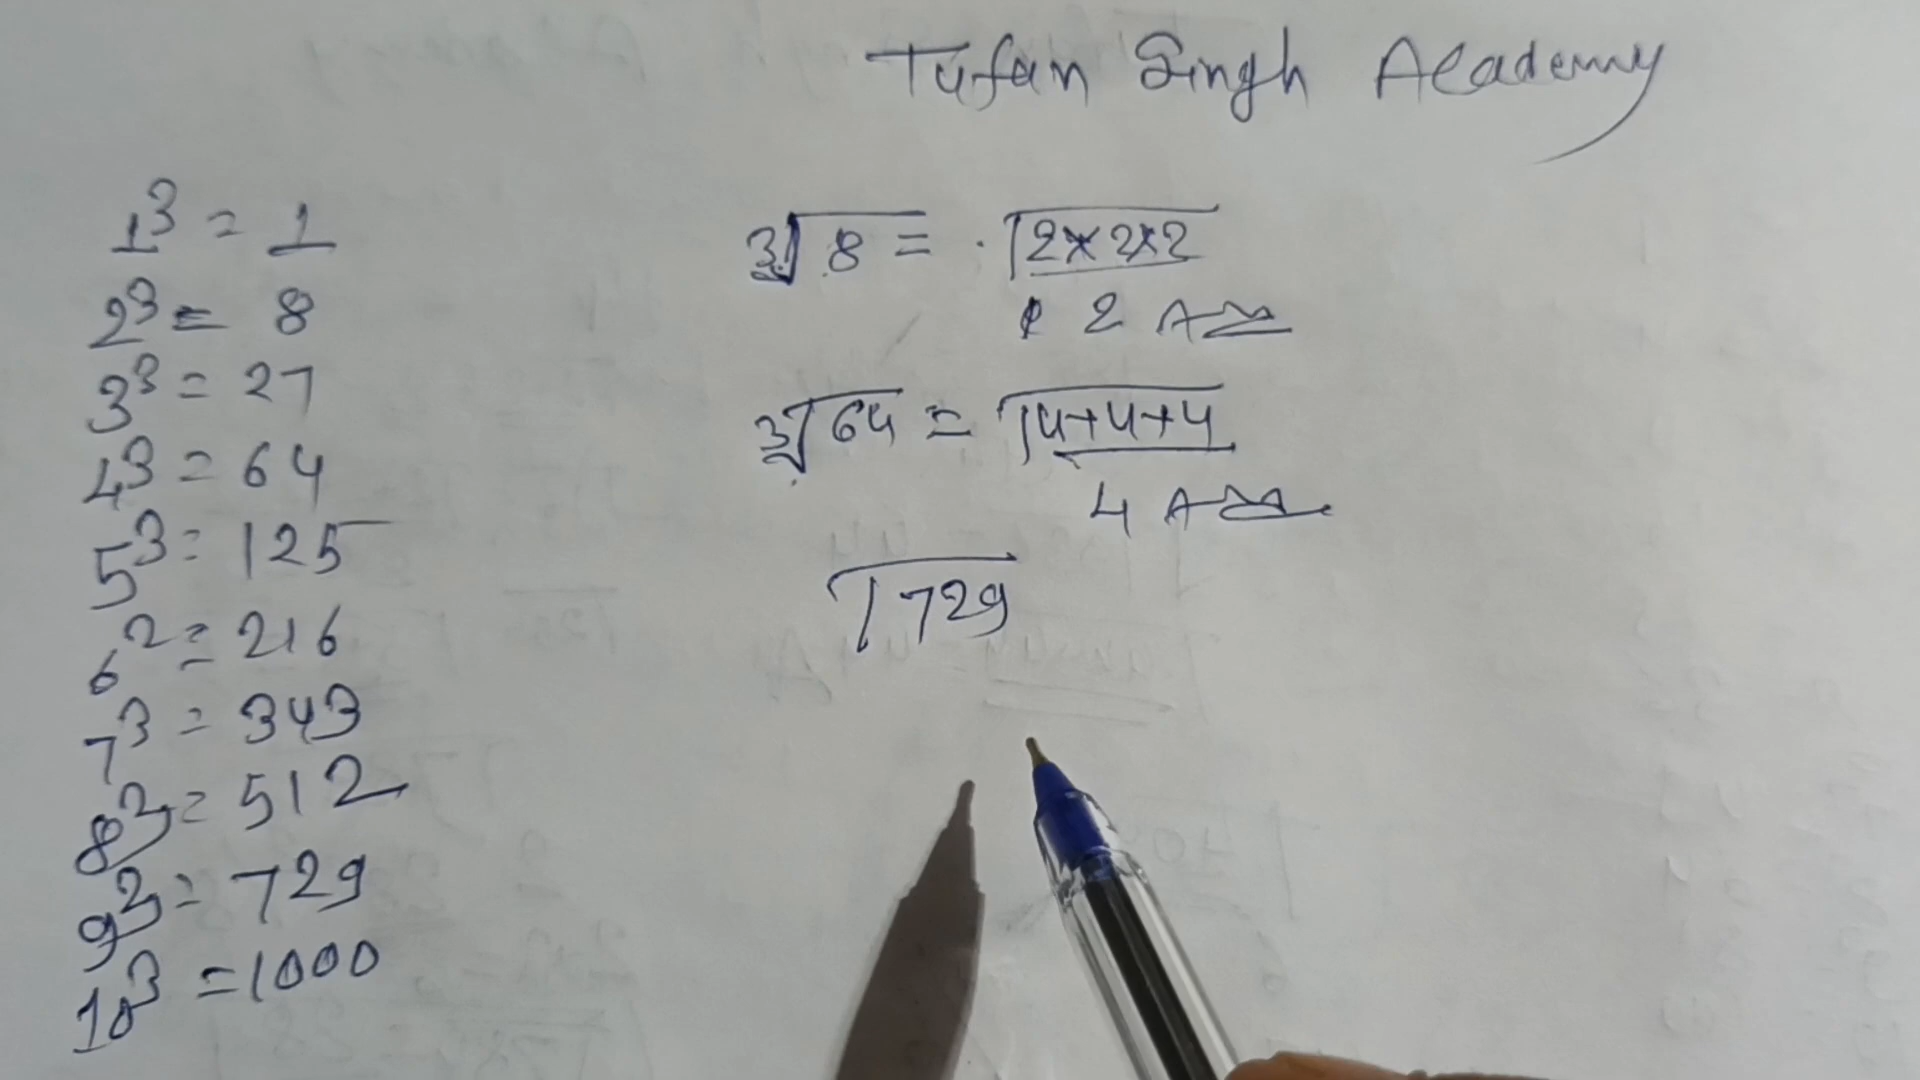 Tufan Singh Academy
1³ = 1
2³ = 8
3³ = 27
4³ = 64
5³ = 125
6² = 216
7³ = 343
8³ = 512
9³ = 729
10³ = 1000
∛8 = √2×2×2
2 Ans
∛64 = √4+4+4
4 Ans
√729